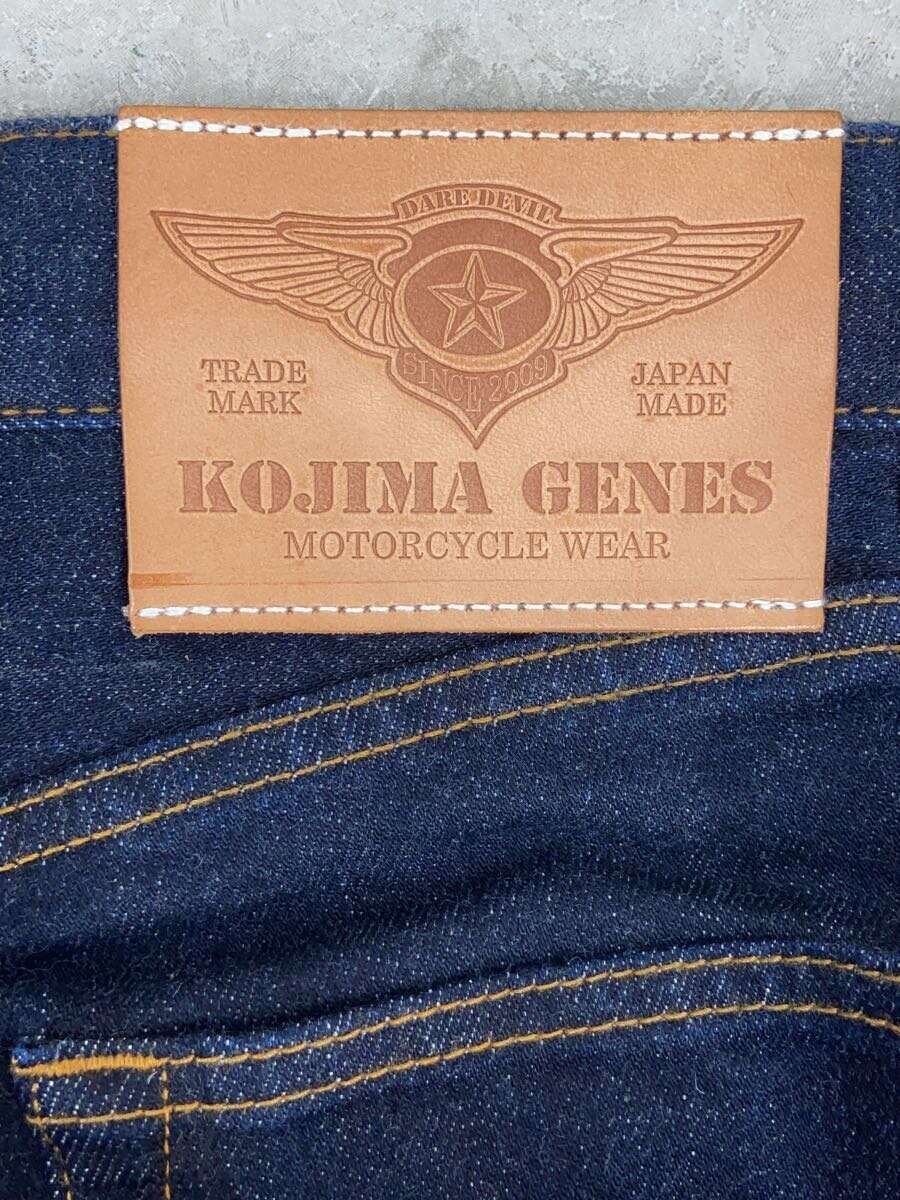 DARE DEVIL
SINCE 2009
TRADE
MARK
JAPAN
MADE
KOJIMA GENES
MOTORCYCLE WEAR